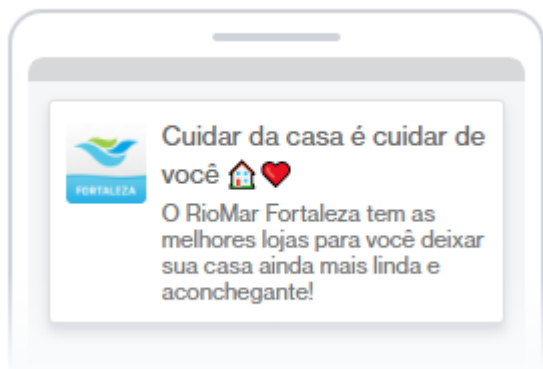 Cuidar da casa é cuidar de
você 🏠❤️
FORTALEZA
O RioMar Fortaleza tem as
melhores lojas para você deixar
sua casa ainda mais linda e
aconchegante!